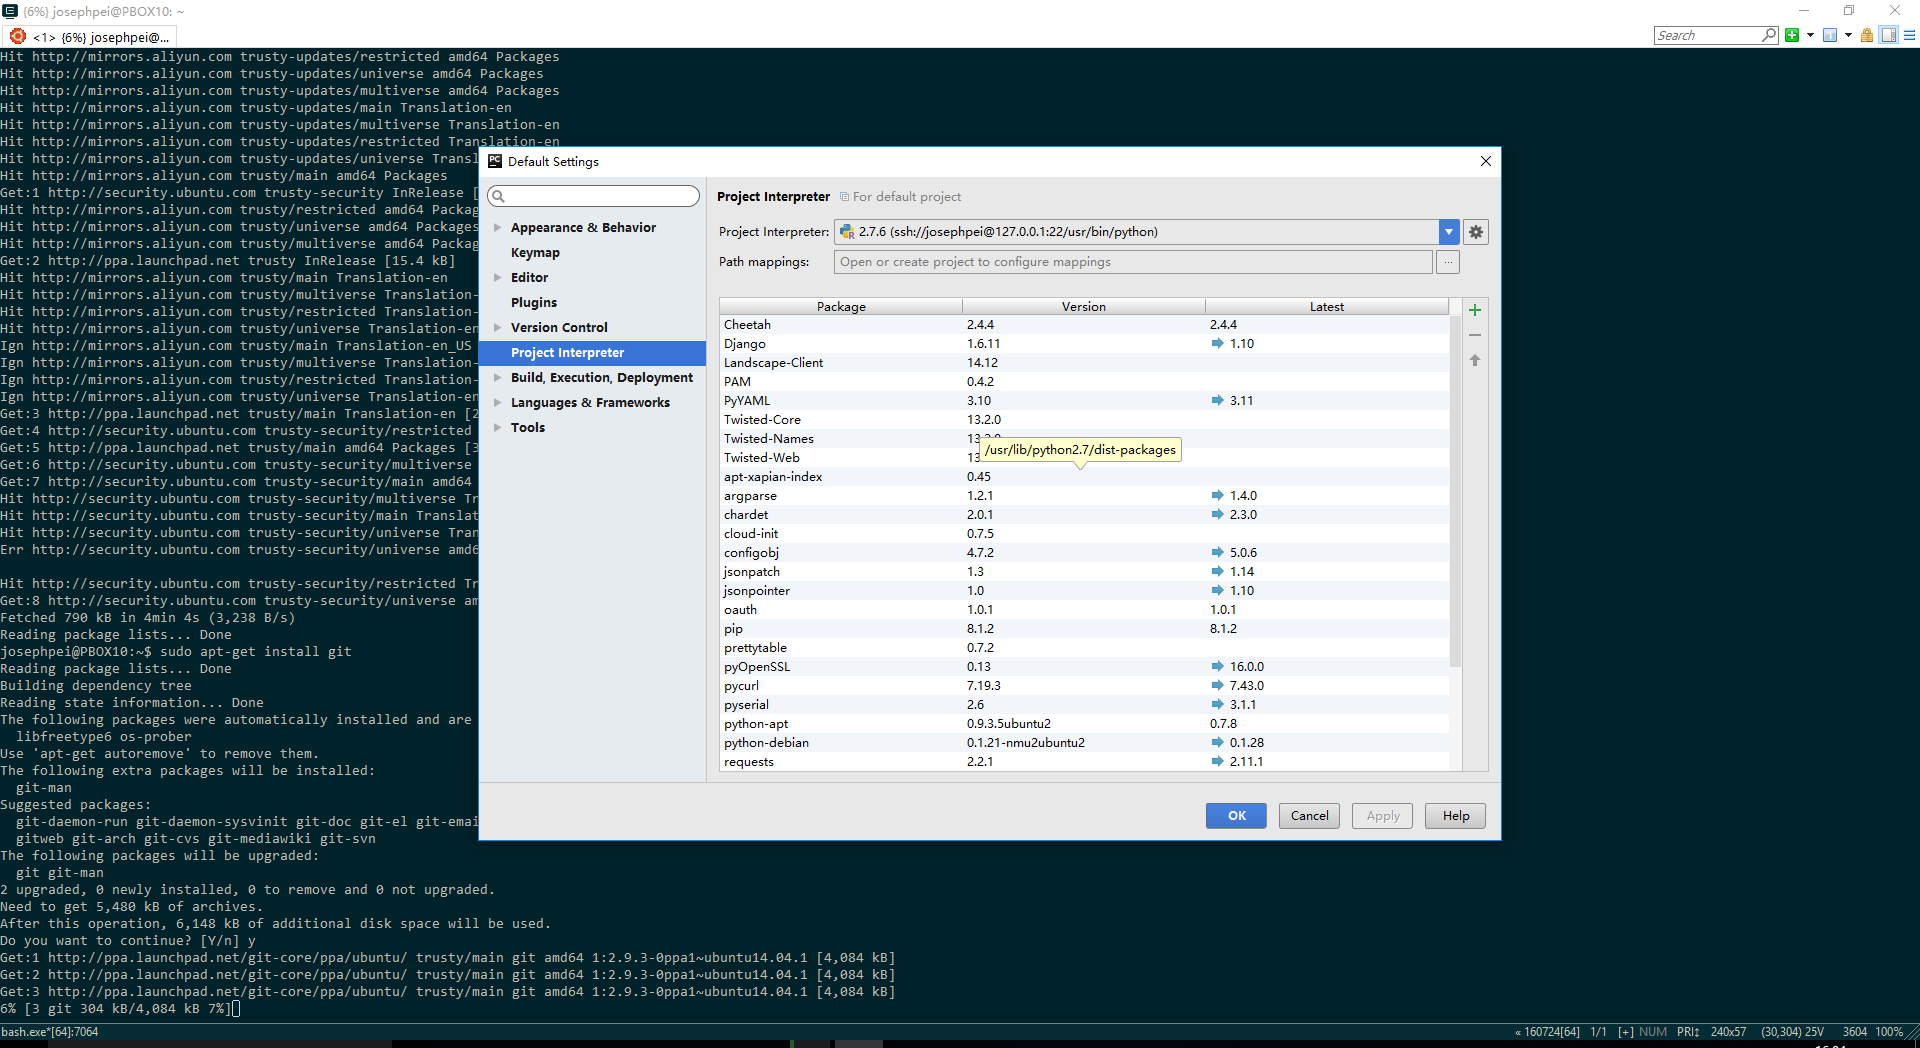 {6%} josephpei@PBOX10: ~
<1> {6%} josephpei@...
Search
Hit http://mirrors.aliyun.com trusty-updates/restricted amd64 Packages
Hit http://mirrors.aliyun.com trusty-updates/universe amd64 Packages
Hit http://mirrors.aliyun.com trusty-updates/multiverse amd64 Packages
Hit http://mirrors.aliyun.com trusty-updates/main Translation-en
Hit http://mirrors.aliyun.com trusty-updates/multiverse Translation-en
Hit http://mirrors.aliyun.com trusty-updates/restricted Translation-en
Hit http://mirrors.aliyun.com trusty-updates/universe Transl
Hit http://mirrors.aliyun.com trusty/main amd64 Packages
Get:1 http://security.ubuntu.com trusty-security InRelease [
Hit http://mirrors.aliyun.com trusty/restricted amd64 Packag
Hit http://mirrors.aliyun.com trusty/universe amd64 Packages
Hit http://mirrors.aliyun.com trusty/multiverse amd64 Packag
Get:2 http://ppa.launchpad.net trusty InRelease [15.4 kB]
Hit http://mirrors.aliyun.com trusty/main Translation-en
Hit http://mirrors.aliyun.com trusty/multiverse Translation-
Hit http://mirrors.aliyun.com trusty/restricted Translation-
Hit http://mirrors.aliyun.com trusty/universe Translation-en
Ign http://mirrors.aliyun.com trusty/main Translation-en_US
Ign http://mirrors.aliyun.com trusty/multiverse Translation-
Ign http://mirrors.aliyun.com trusty/restricted Translation-
Ign http://mirrors.aliyun.com trusty/universe Translation-en
Get:3 http://ppa.launchpad.net trusty/main Translation-en [2
Get:4 http://security.ubuntu.com trusty-security/restricted
Get:5 http://ppa.launchpad.net trusty/main amd64 Packages [3
Get:6 http://security.ubuntu.com trusty-security/multiverse
Get:7 http://security.ubuntu.com trusty-security/main amd64
Hit http://security.ubuntu.com trusty-security/multiverse Tr
Hit http://security.ubuntu.com trusty-security/main Translat
Hit http://security.ubuntu.com trusty-security/universe Tran
Err http://security.ubuntu.com trusty-security/universe amd6
Hit http://security.ubuntu.com trusty-security/restricted Tr
Get:8 http://security.ubuntu.com trusty-security/universe am
Fetched 790 kB in 4min 4s (3,238 B/s)
Reading package lists... Done
josephpei@PBOX10:~$ sudo apt-get install git
Reading package lists... Done
Building dependency tree
Reading state information... Done
The following packages were automatically installed and are
libfreetype6 os-prober
Use 'apt-get autoremove' to remove them.
The following extra packages will be installed:
git-man
Suggested packages:
git-daemon-run git-daemon-sysvinit git-doc git-el git-emai
gitweb git-arch git-cvs git-mediawiki git-svn
The following packages will be upgraded:
git git-man
2 upgraded, 0 newly installed, 0 to remove and 0 not upgraded.
Need to get 5,480 kB of archives.
After this operation, 6,148 kB of additional disk space will be used.
Do you want to continue? [Y/n] y
Get:1 http://ppa.launchpad.net/git-core/ppa/ubuntu/ trusty/main git amd64 1:2.9.3-0ppa1~ubuntu14.04.1 [4,084 kB]
Get:2 http://ppa.launchpad.net/git-core/ppa/ubuntu/ trusty/main git amd64 1:2.9.3-0ppa1~ubuntu14.04.1 [4,084 kB]
Get:3 http://ppa.launchpad.net/git-core/ppa/ubuntu/ trusty/main git amd64 1:2.9.3-0ppa1~ubuntu14.04.1 [4,084 kB]
6% [3 git 304 kB/4,084 kB 7%]
PC Default Settings
Appearance & Behavior
Keymap
Editor
Plugins
Version Control
Project Interpreter
Build, Execution, Deployment
Languages & Frameworks
Tools
Project Interpreter For default project
Project Interpreter: 2.7.6 (ssh://josephpei@127.0.0.1:22/usr/bin/python)
Path mappings: Open or create project to configure mappings ...
Package Version Latest
Cheetah 2.4.4 2.4.4
Django 1.6.11 1.10
Landscape-Client 14.12
PAM 0.4.2
PyYAML 3.10 3.11
Twisted-Core 13.2.0
Twisted-Names 13.2.0
/usr/lib/python2.7/dist-packages
Twisted-Web 13
apt-xapian-index 0.45
argparse 1.2.1 1.4.0
chardet 2.0.1 2.3.0
cloud-init 0.7.5
configobj 4.7.2 5.0.6
jsonpatch 1.3 1.14
jsonpointer 1.0 1.10
oauth 1.0.1 1.0.1
pip 8.1.2 8.1.2
prettytable 0.7.2
pyOpenSSL 0.13 16.0.0
pycurl 7.19.3 7.43.0
pyserial 2.6 3.1.1
python-apt 0.9.3.5ubuntu2 0.7.8
python-debian 0.1.21-nmu2ubuntu2 0.1.28
requests 2.2.1 2.11.1
OK Cancel Apply Help
bash.exe*[64]:7064 « 160724[64] 1/1 [+] NUM PRI↕ 240x57 (30,304) 25V 3604 100%